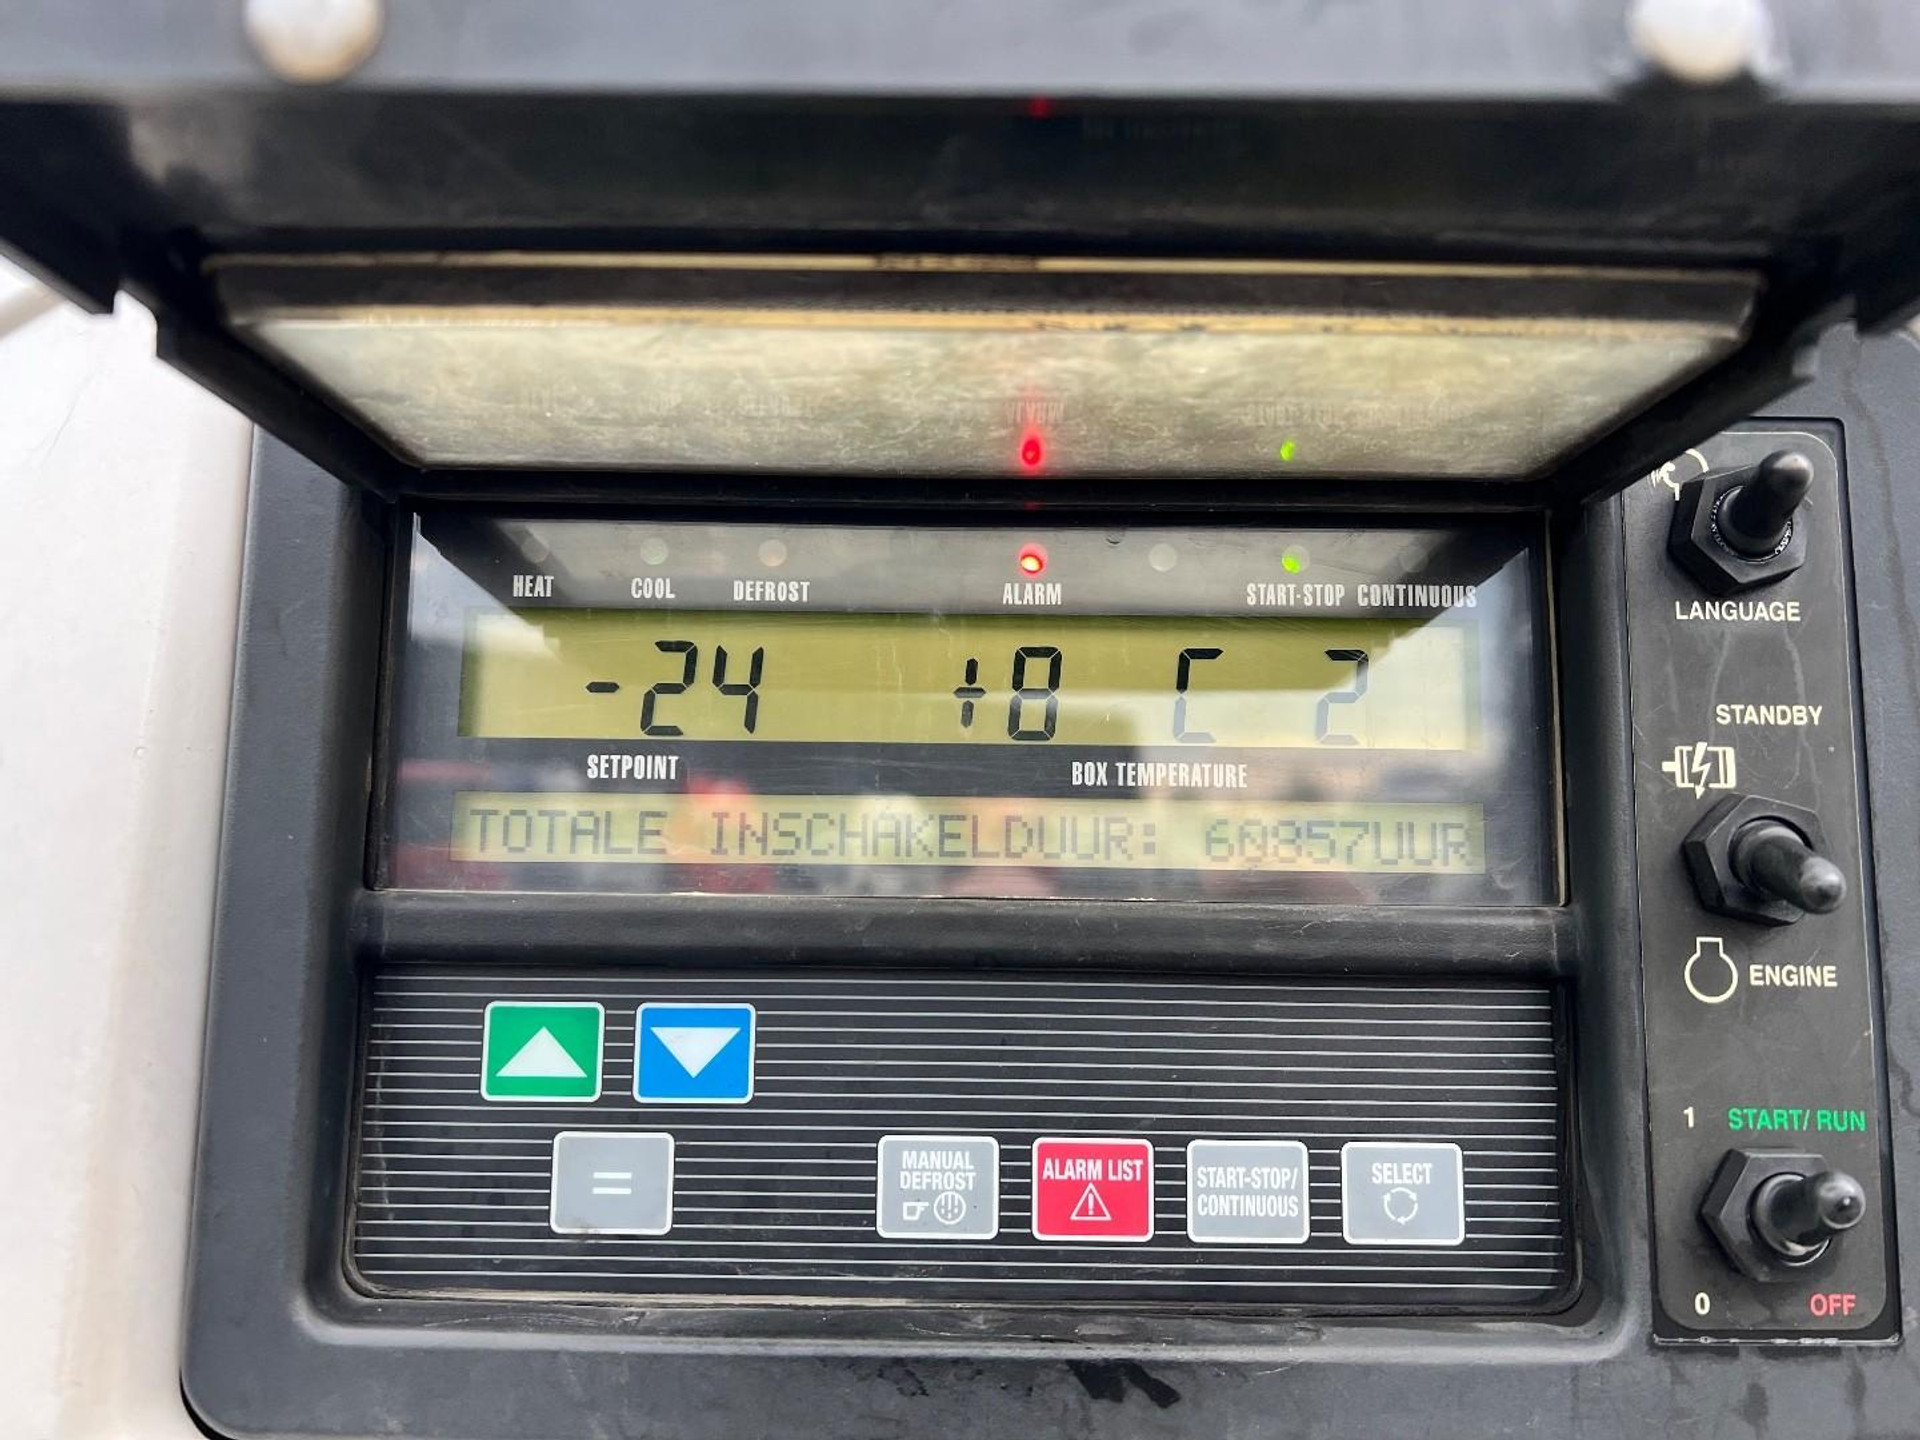 HEAT COOL DEFROST ALARM START-STOP CONTINUOUS
-24 +8 C 2
SETPOINT BOX TEMPERATURE
TOTALE INSCHAKELDUUR: 60857UUR
LANGUAGE
STANDBY
ENGINE
1 START/ RUN
0 OFF
=
MANUAL
DEFROST
ALARM LIST
START-STOP/
CONTINUOUS
SELECT